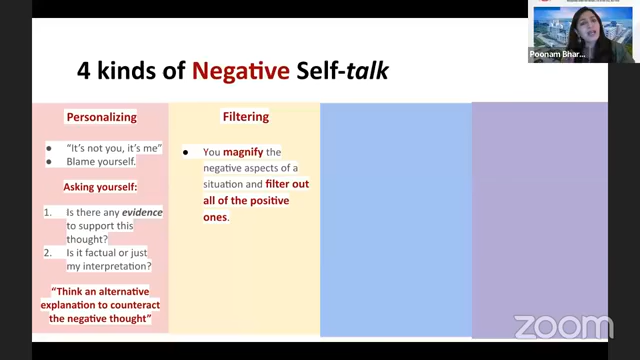 4 kinds of Negative Self-talk
Poonam Bhar...
Personalizing
● "It's not you, it's me"
● Blame yourself.
Asking yourself:
1. Is there any evidence
to support this
thought?
2. Is it factual or just
my interpretation?
"Think an alternative
explanation to counteract
the negative thought"
Filtering
● You magnify the
negative aspects of a
situation and filter out
all of the positive
ones.
zoom